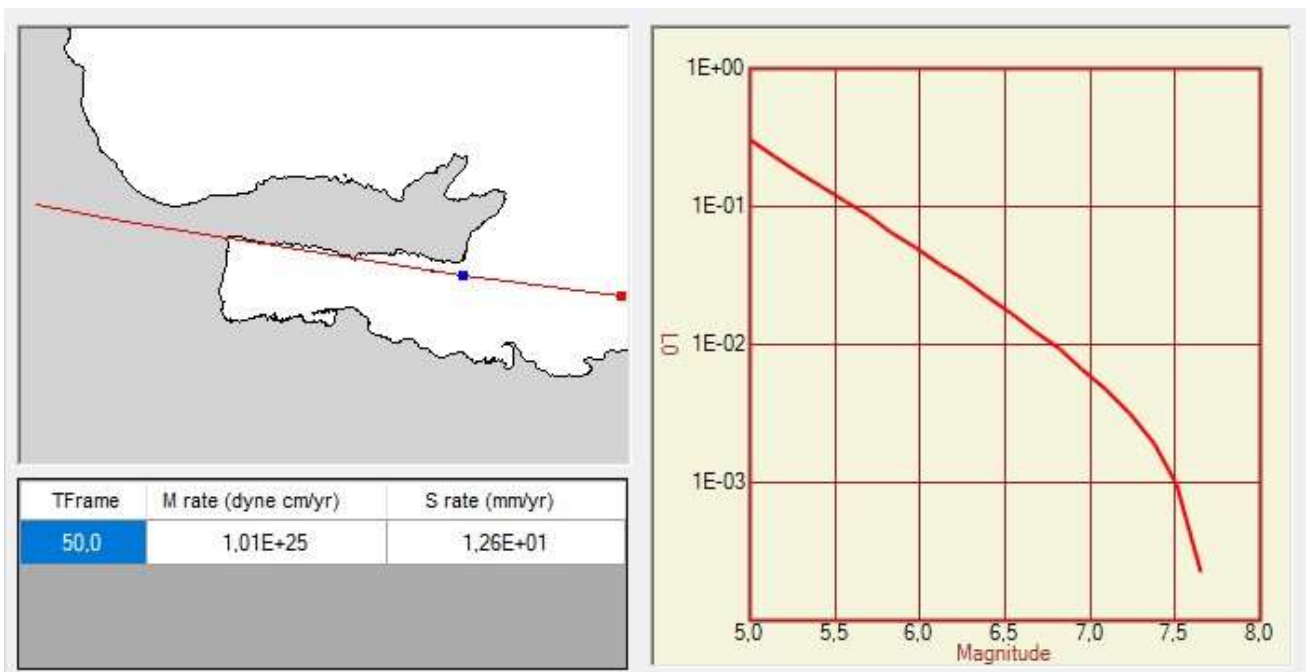 TFrame M rate (dyne cm/yr) S rate (mm/yr)
50,0 1,01E+25 1,26E+01
1E+00
1E-01
1E-02
1E-03
LO
5,0 5,5 6,0 6,5 7,0 7,5 8,0
Magnitude